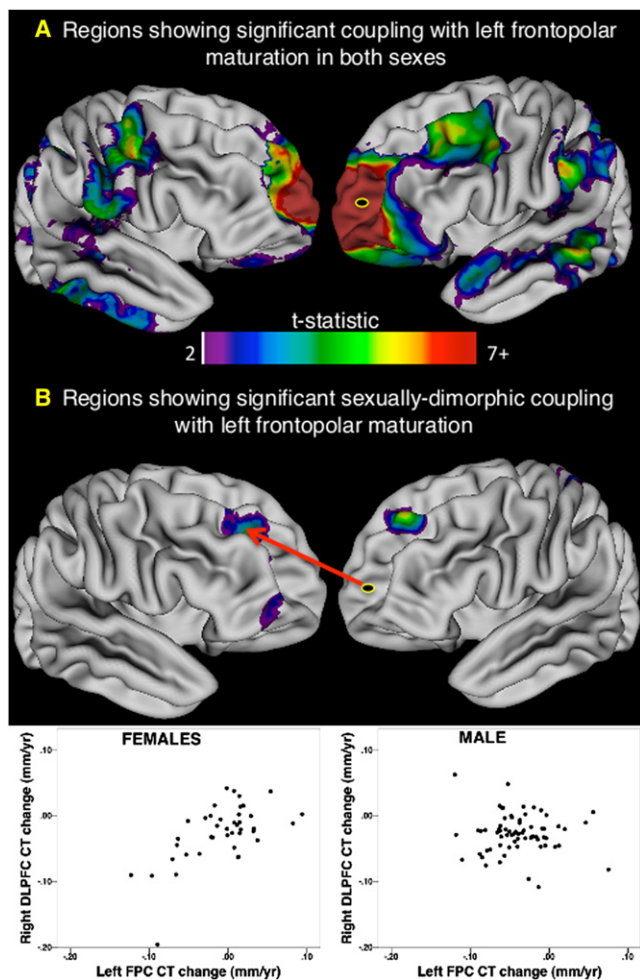 A Regions showing significant coupling with left frontopolar
maturation in both sexes
t-statistic
2 7+
B Regions showing significant sexually-dimorphic coupling
with left frontopolar maturation
FEMALES
Right DLPFC CT change (mm/yr)
.10
.00
-.10
-.20
-.20 -.10 .00 .10
Left FPC CT change (mm/yr)
MALE
Right DLPFC CT change (mm/yr)
.10
.00
-.10
-.20
-.20 -.10 .00 .10
Left FPC CT change (mm/yr)